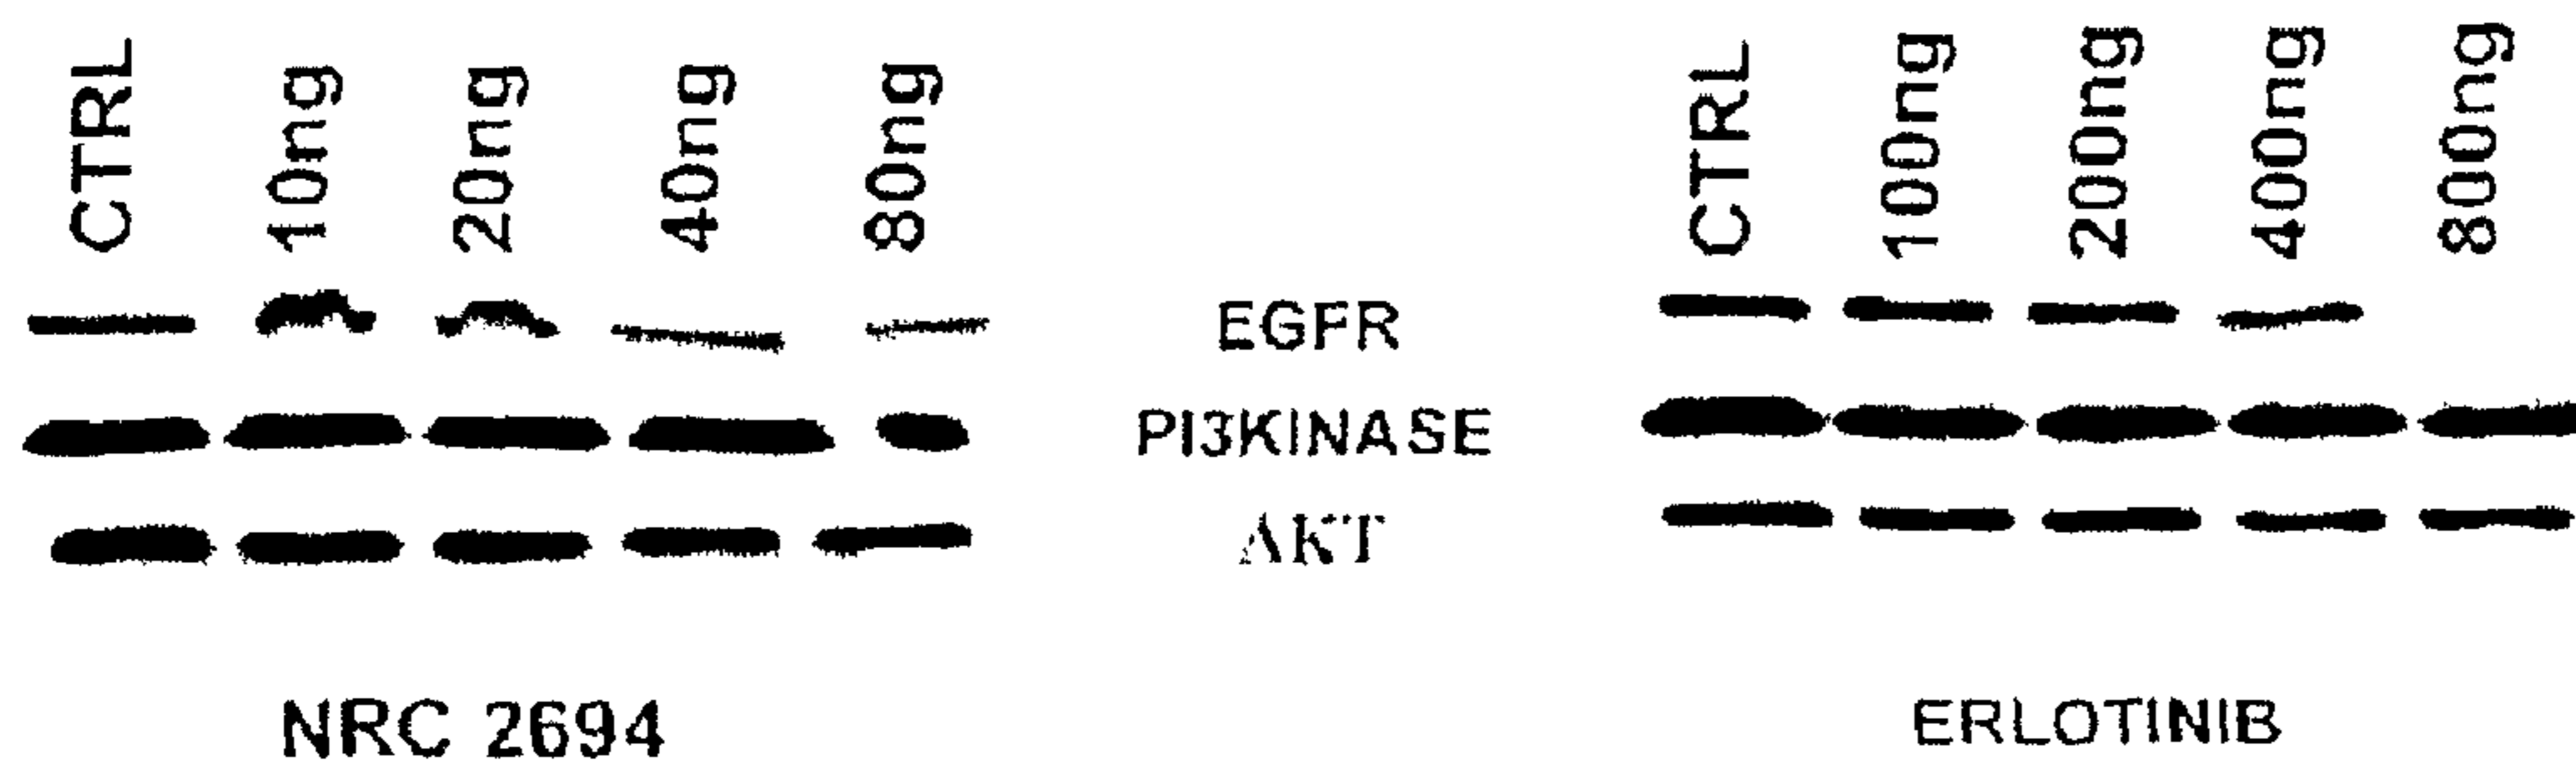 CTRL 10ng 20ng 40ng 80ng CTRL 100ng 200ng 400ng 800ng
EGFR
PI3KINASE
AKT
NRC 2694 ERLOTINIB